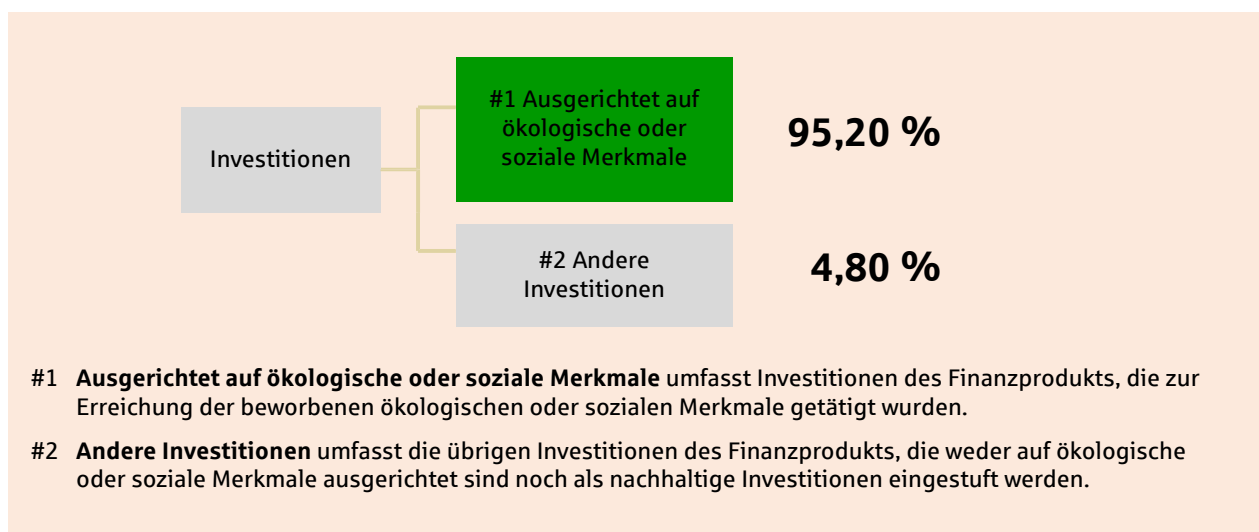 #1 Ausgerichtet auf
ökologische oder
soziale Merkmale
95,20 %
Investitionen
#2 Andere
Investitionen
4,80 %
#1 Ausgerichtet auf ökologische oder soziale Merkmale umfasst Investitionen des Finanzprodukts, die zur
Erreichung der beworbenen ökologischen oder sozialen Merkmale getätigt wurden.
#2 Andere Investitionen umfasst die übrigen Investitionen des Finanzprodukts, die weder auf ökologische
oder soziale Merkmale ausgerichtet sind noch als nachhaltige Investitionen eingestuft werden.